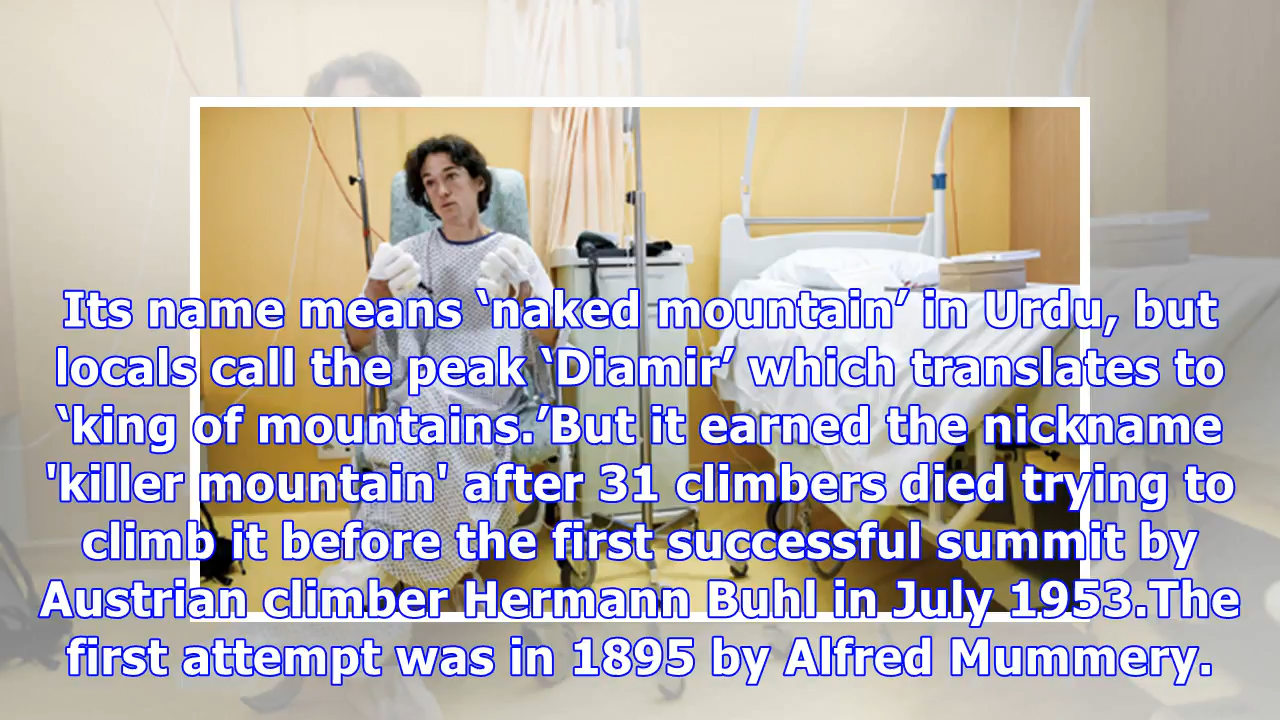 Its name means ‘naked mountain’ in Urdu, but
locals call the peak ‘Diamir’ which translates to
‘king of mountains.’But it earned the nickname
'killer mountain' after 31 climbers died trying to
climb it before the first successful summit by
Austrian climber Hermann Buhl in July 1953.The
first attempt was in 1895 by Alfred Mummery.